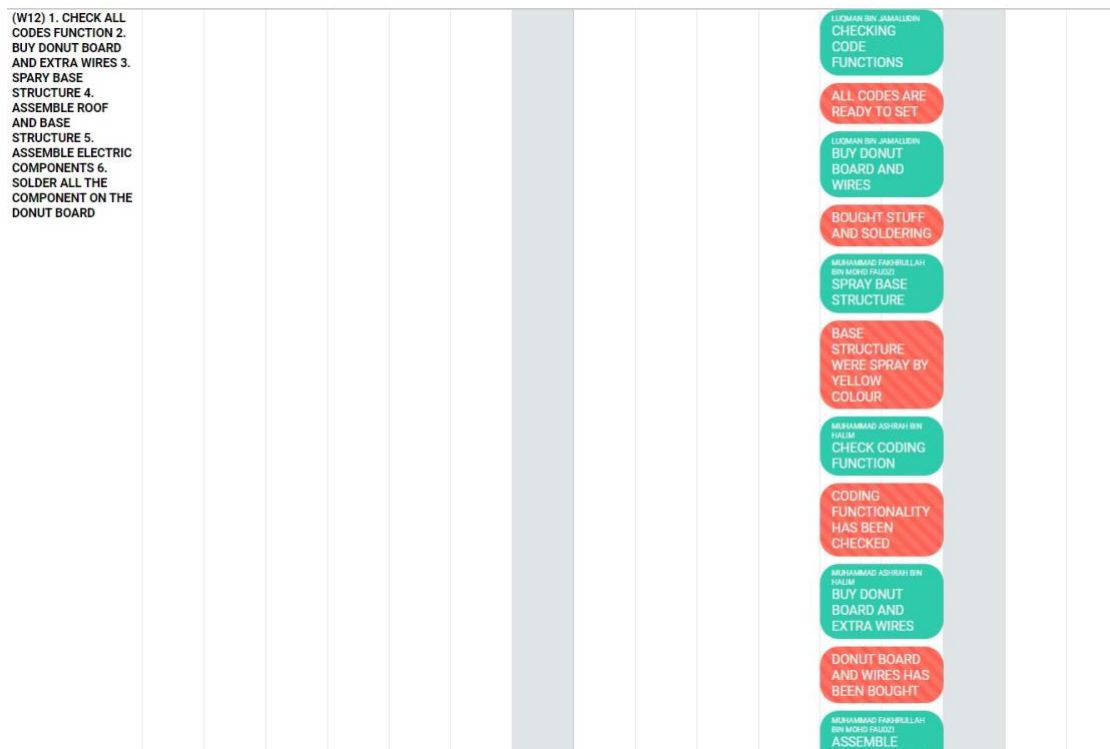 (W12) 1. CHECK ALL
CODES FUNCTION 2.
BUY DONUT BOARD
AND EXTRA WIRES 3.
SPARY BASE
STRUCTURE 4.
ASSEMBLE ROOF
AND BASE
STRUCTURE 5.
ASSEMBLE ELECTRIC
COMPONENTS 6.
SOLDER ALL THE
COMPONENT ON THE
DONUT BOARD
LUQMAN BIN JAMALUDIN
CHECKING
CODE
FUNCTIONS
ALL CODES ARE
READY TO SET
LUQMAN BIN JAMALUDIN
BUY DONUT
BOARD AND
WIRES
BOUGHT STUFF
AND SOLDERING
MUHAMMAD FAKHRULLAH
BIN MOHD FAUDZI
SPRAY BASE
STRUCTURE
BASE
STRUCTURE
WERE SPRAY BY
YELLOW
COLOUR
MUHAMMAD ASHRAH BIN
HALIM
CHECK CODING
FUNCTION
CODING
FUNCTIONALITY
HAS BEEN
CHECKED
MUHAMMAD ASHRAH BIN
HALIM
BUY DONUT
BOARD AND
EXTRA WIRES
DONUT BOARD
AND WIRES HAS
BEEN BOUGHT
MUHAMMAD FAKHRULLAH
BIN MOHD FAUDZI
ASSEMBLE